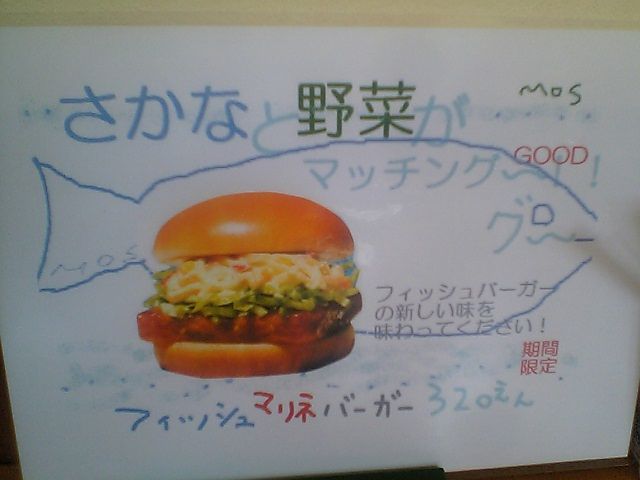 MOS
さかなと野菜が
GOOD
マッチング〜！！
グ〜
MOS
フィッシュバーガー
の新しい味を
味わってください！
期間
限定
フィッシュマリネバーガー 320えん